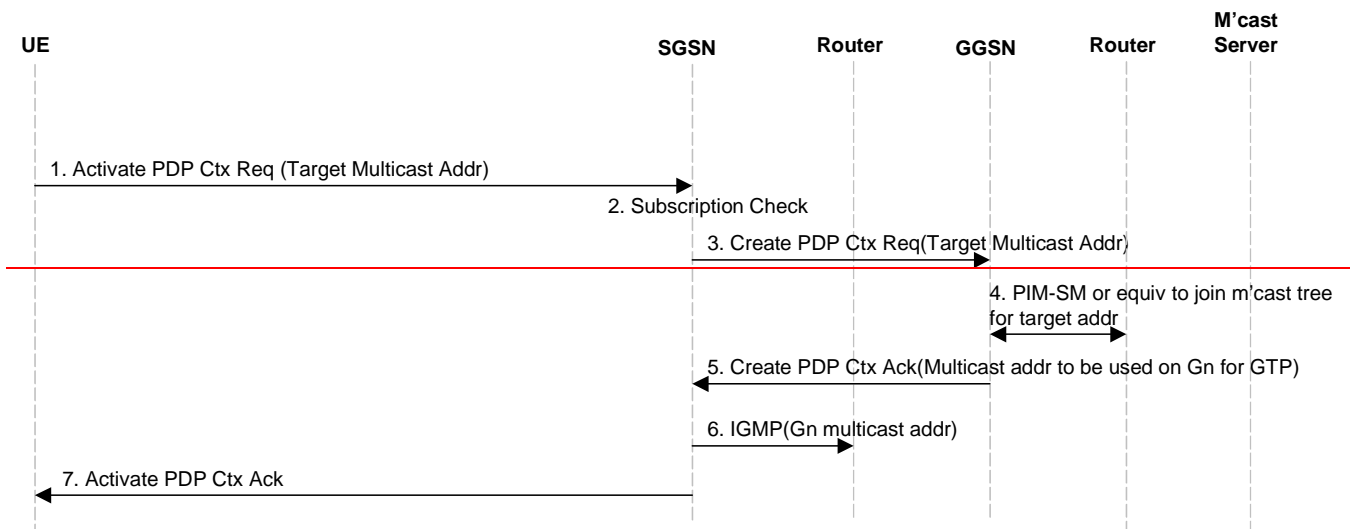 UE
SGSN
Router
GGSN
Router
M'cast
Server
1. Activate PDP Ctx Req (Target Multicast Addr)
2. Subscription Check
3. Create PDP Ctx Req(Target Multicast Addr)
4. PIM-SM or equiv to join m'cast tree
for target addr
5. Create PDP Ctx Ack(Multicast addr to be used on Gn for GTP)
6. IGMP(Gn multicast addr)
7. Activate PDP Ctx Ack